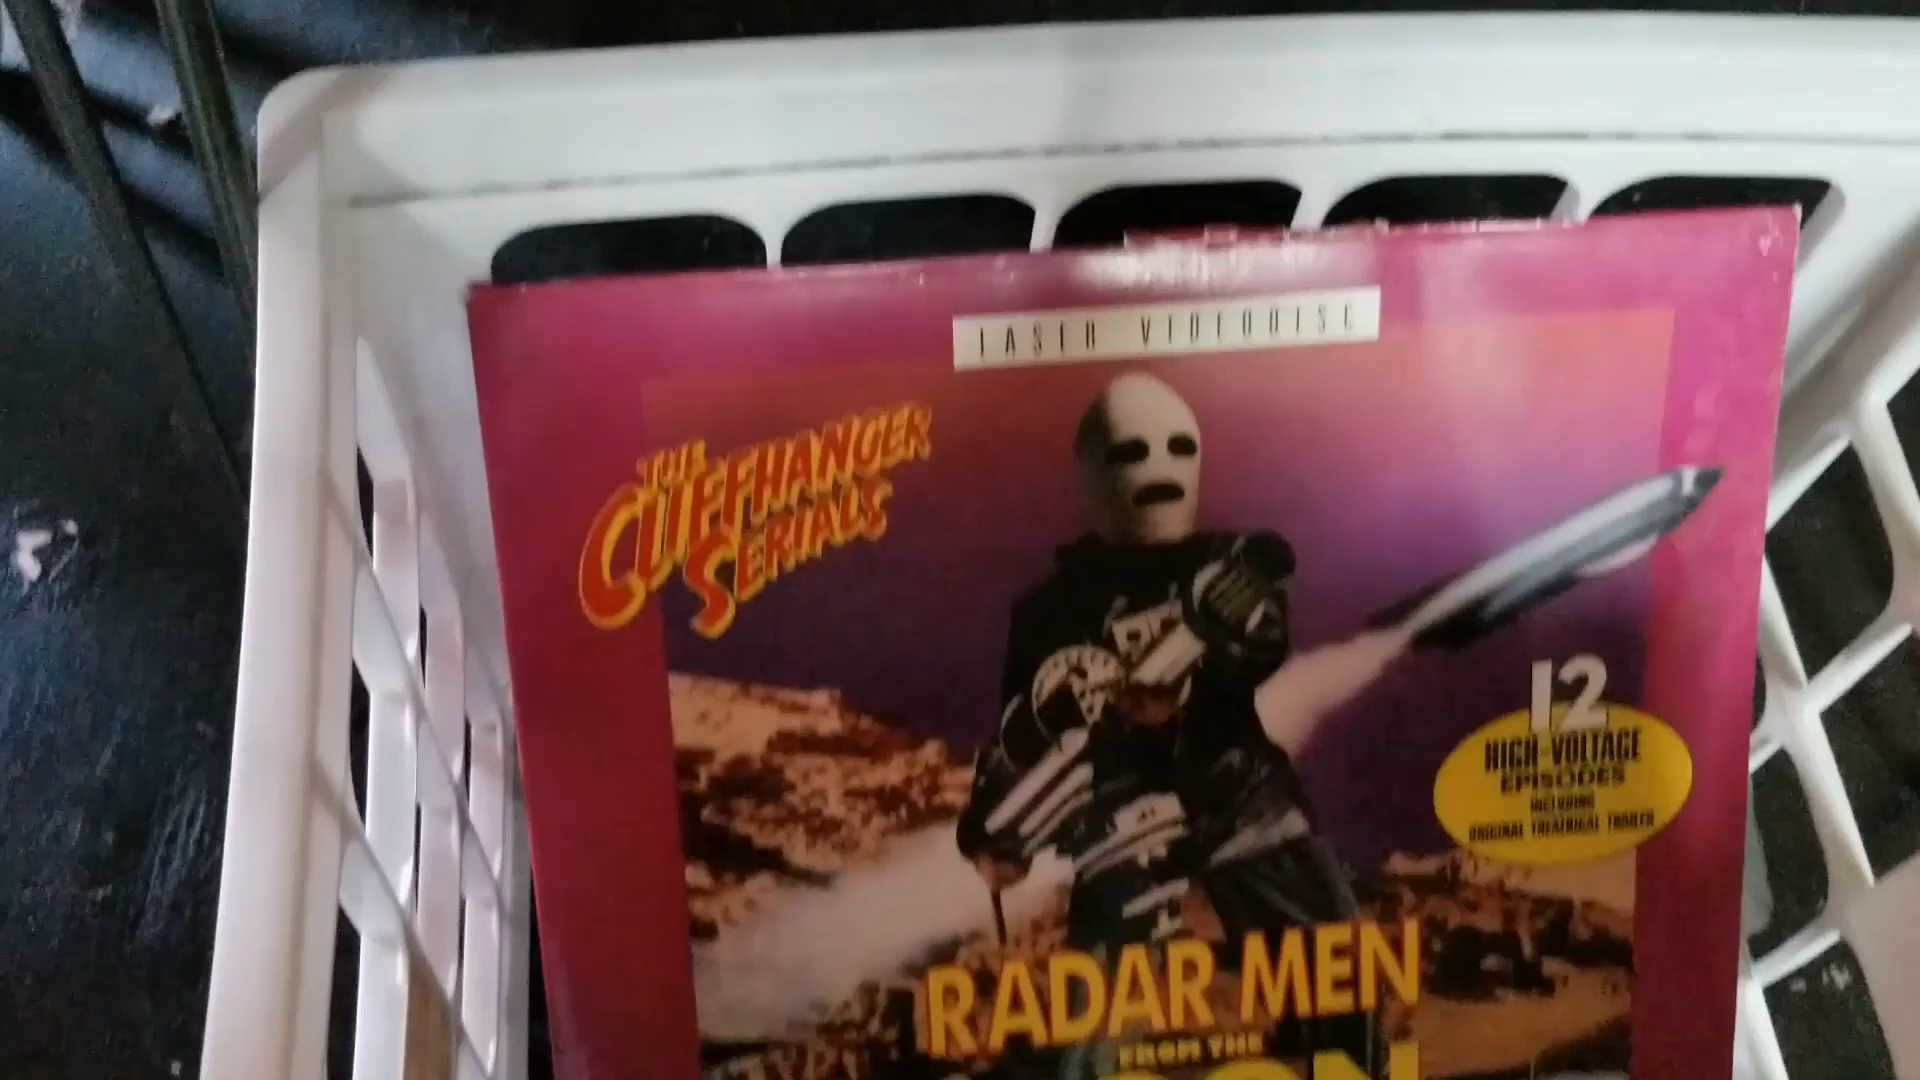 LASER VIDEODISC
THE
CLIFFHANGER
SERIALS
12
HIGH-VOLTAGE
EPISODES
INCLUDING
ORIGINAL THEATRICAL TRAILER
RADAR MEN
FROM THE